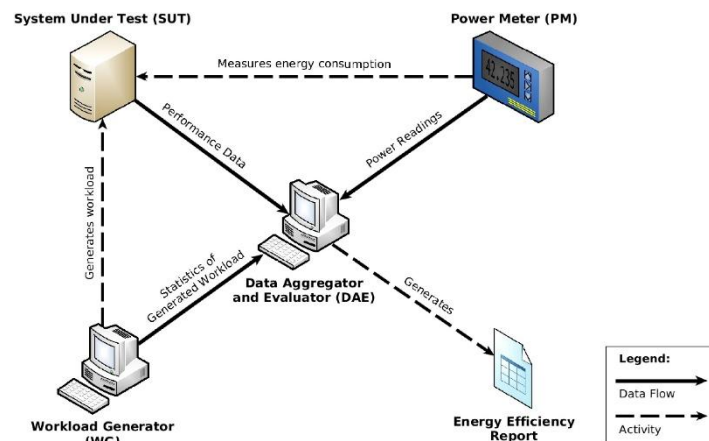 System Under Test (SUT)
Power Meter (PM)
Measures energy consumption
42.235
Performance Data
Power Readings
Generates workload
Statistics of
Generated Workload
Data Aggregator
and Evaluator (DAE)
Generates
Workload Generator
(WG)
Energy Efficiency
Report
Legend:
Data Flow
Activity